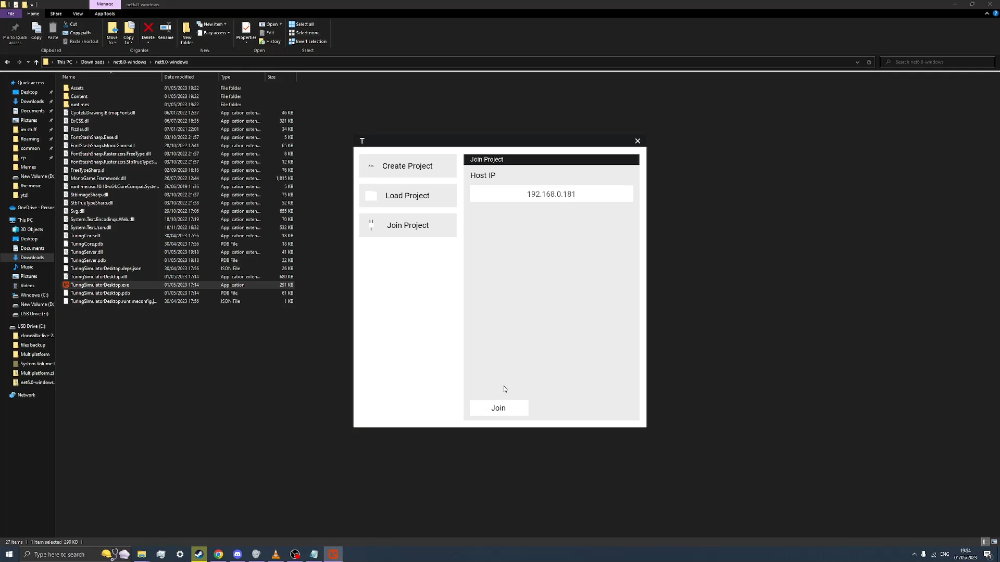 Manage
net6.0-windows
File
Home
Share
View
App Tools
Pin to Quick access
Copy
Paste
Cut
Copy path
Paste shortcut
Move to
Copy to
Delete
Rename
New folder
New item
Easy access
Properties
Open
Edit
History
Select all
Select none
Invert selection
Clipboard
Organise
New
Open
Select
This PC › Downloads › net6.0-windows › net6.0-windows
Search net6.0-windows
Quick access
Desktop
Downloads
Documents
Pictures
im stuff
Roaming
common
cp
Memes
New Volume (D:
the mosic
ytdl
OneDrive - Person
This PC
3D Objects
Desktop
Documents
Downloads
Music
Pictures
Videos
Windows (C:)
New Volume (D:
USB Drive (E:)
USB Drive (E:)
clonezilla-live-2.
files backup
Multiplatform
System Volume I
Multiplatform.zi
net6.0-windows.
Network
Name Date modified Type Size
Assets 01/05/2023 19:22 File folder
Content 01/05/2023 19:22 File folder
runtimes 01/05/2023 19:22 File folder
Cyotek.Drawing.BitmapFont.dll 06/01/2022 12:37 Application exten... 46 KB
ExCSS.dll 06/07/2022 18:35 Application exten... 321 KB
Fizzler.dll 07/01/2021 22:01 Application exten... 34 KB
FontStashSharp.Base.dll 03/10/2022 21:57 Application exten... 5 KB
FontStashSharp.MonoGame.dll 28/10/2022 12:41 Application exten... 65 KB
FontStashSharp.Rasterizers.FreeType.dll 03/10/2022 21:57 Application exten... 8 KB
FontStashSharp.Rasterizers.StbTrueTypeS... 03/10/2022 21:57 Application exten... 12 KB
FreeTypeSharp.dll 02/09/2020 16:16 Application exten... 76 KB
MonoGame.Framework.dll 26/07/2022 12:44 Application exten... 1,815 KB
runtime.osx.10.10-x64.CoreCompat.Syste... 26/06/2019 11:36 Application exten... 5 KB
StbImageSharp.dll 03/10/2022 21:37 Application exten... 75 KB
StbTrueTypeSharp.dll 03/10/2022 21:38 Application exten... 52 KB
Svg.dll 29/10/2022 17:06 Application exten... 655 KB
System.Text.Encodings.Web.dll 18/10/2022 17:19 Application exten... 70 KB
System.Text.Json.dll 18/11/2022 16:32 Application exten... 532 KB
TuringCore.dll 30/04/2023 17:56 Application exten... 18 KB
TuringCore.pdb 30/04/2023 17:56 PDB File 18 KB
TuringServer.dll 01/05/2023 19:18 Application exten... 41 KB
TuringServer.pdb 01/05/2023 19:18 PDB File 22 KB
TuringSimulatorDesktop.deps.json 30/04/2023 17:56 JSON File 26 KB
TuringSimulatorDesktop.dll 01/05/2023 17:14 Application exten... 680 KB
TuringSimulatorDesktop.exe 01/05/2023 17:14 Application 291 KB
TuringSimulatorDesktop.pdb 01/05/2023 17:14 PDB File 61 KB
TuringSimulatorDesktop.runtimeconfig.j... 30/04/2023 17:56 JSON File 1 KB
T
Create Project
Load Project
Join Project
Join Project
Host IP
192.168.0.181
Join
27 items
1 item selected 290 KB
Type here to search
ENG
19:54
01/05/2023
1